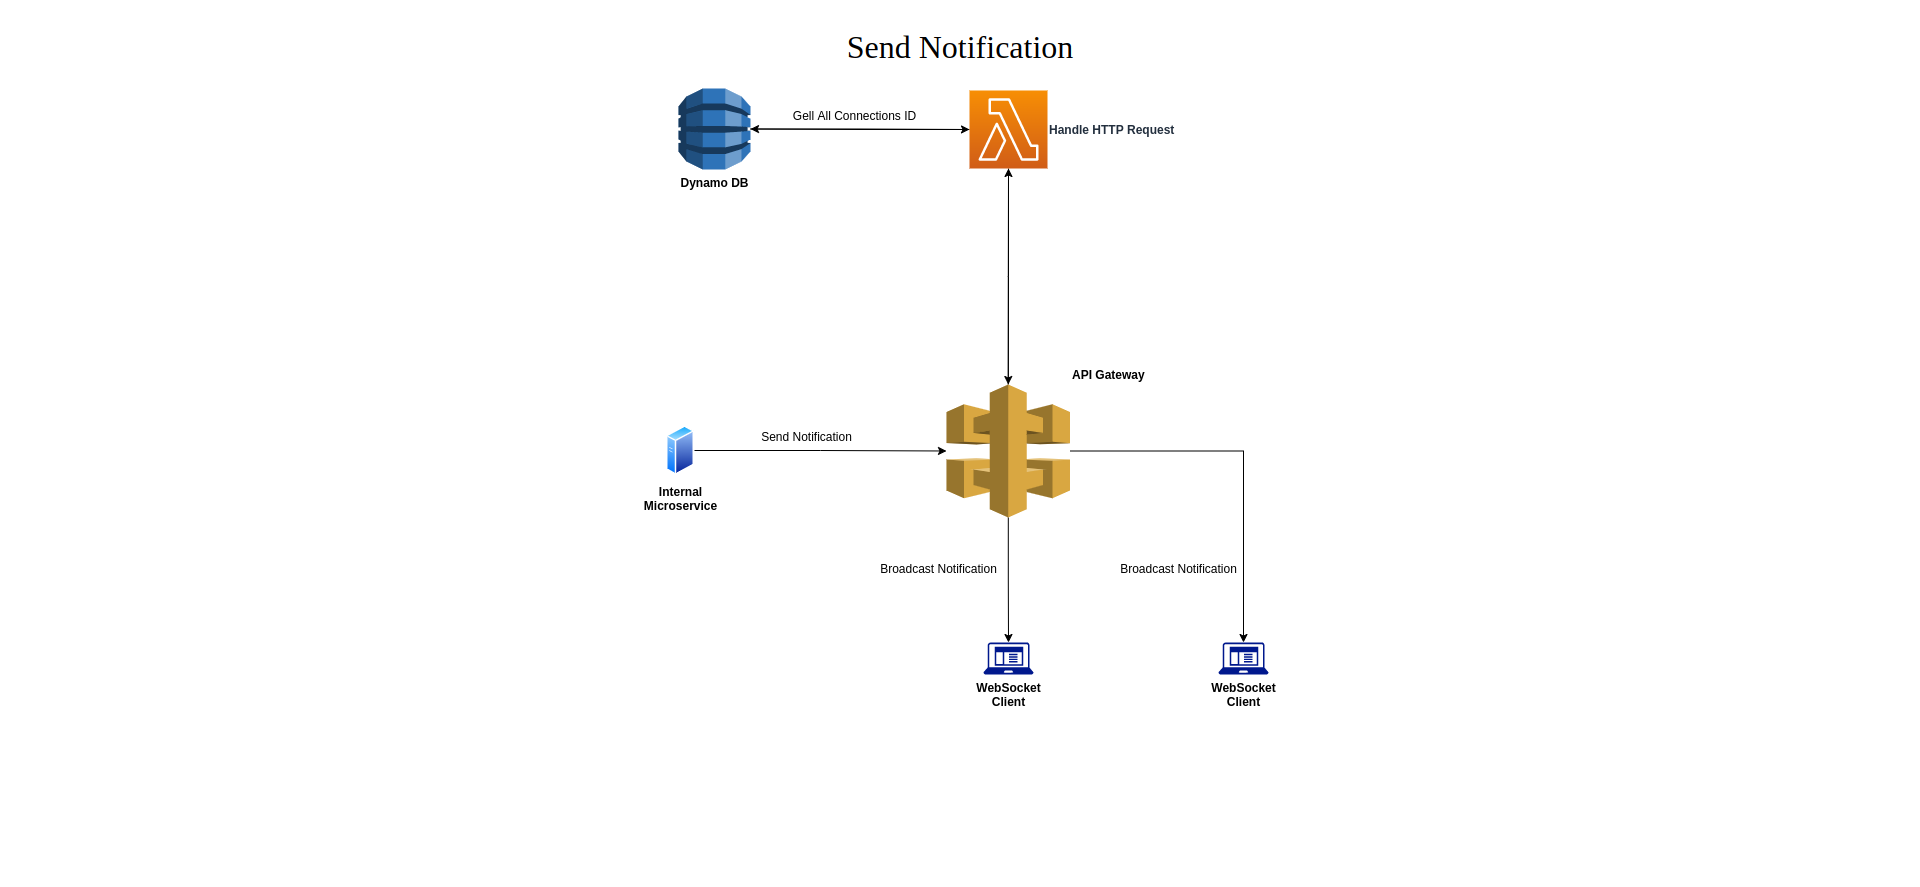 Send Notification
Gell All Connections ID
Handle HTTP Request
Dynamo DB
API Gateway
Send Notification
Internal
Microservice
Broadcast Notification
Broadcast Notification
WebSocket
Client
WebSocket
Client